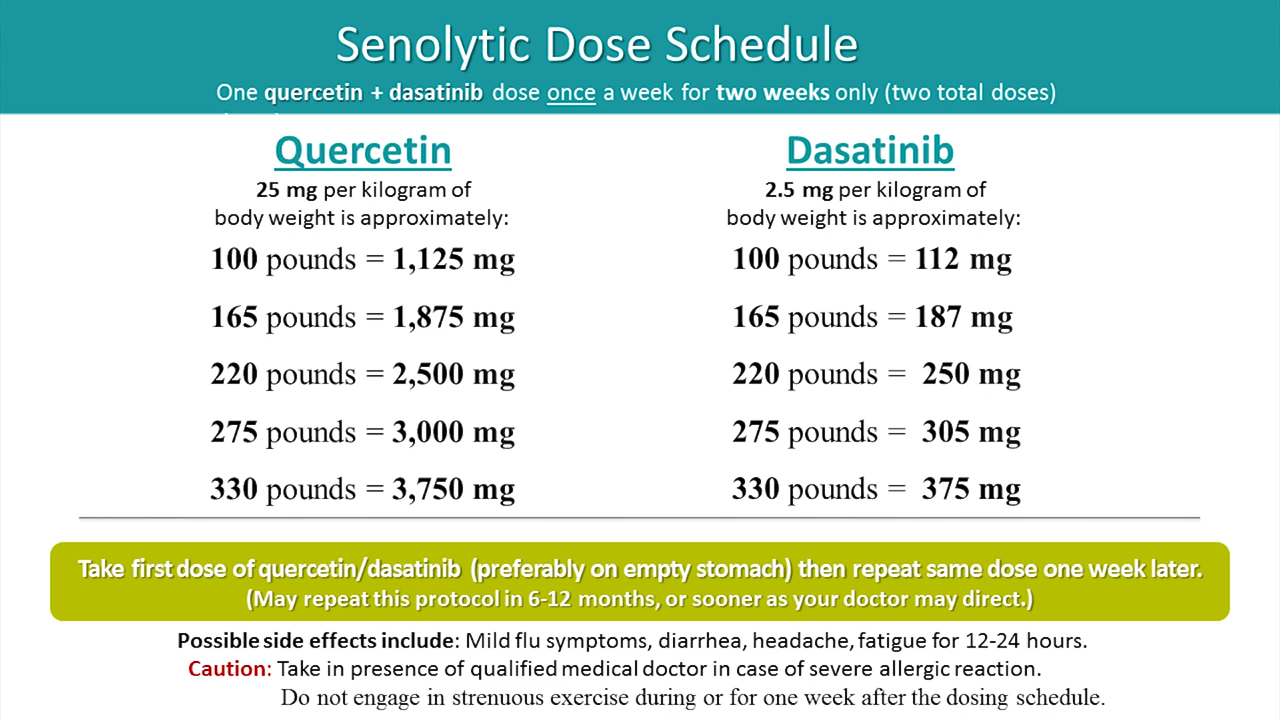 Senolytic Dose Schedule
One quercetin + dasatinib dose once a week for two weeks only (two total doses)
Quercetin
25 mg per kilogram of
body weight is approximately:
100 pounds = 1,125 mg
165 pounds = 1,875 mg
220 pounds = 2,500 mg
275 pounds = 3,000 mg
330 pounds = 3,750 mg
Dasatinib
2.5 mg per kilogram of
body weight is approximately:
100 pounds = 112 mg
165 pounds = 187 mg
220 pounds = 250 mg
275 pounds = 305 mg
330 pounds = 375 mg
Take first dose of quercetin/dasatinib (preferably on empty stomach) then repeat same dose one week later.
(May repeat this protocol in 6-12 months, or sooner as your doctor may direct.)
Possible side effects include: Mild flu symptoms, diarrhea, headache, fatigue for 12-24 hours.
Caution: Take in presence of qualified medical doctor in case of severe allergic reaction.
Do not engage in strenuous exercise during or for one week after the dosing schedule.